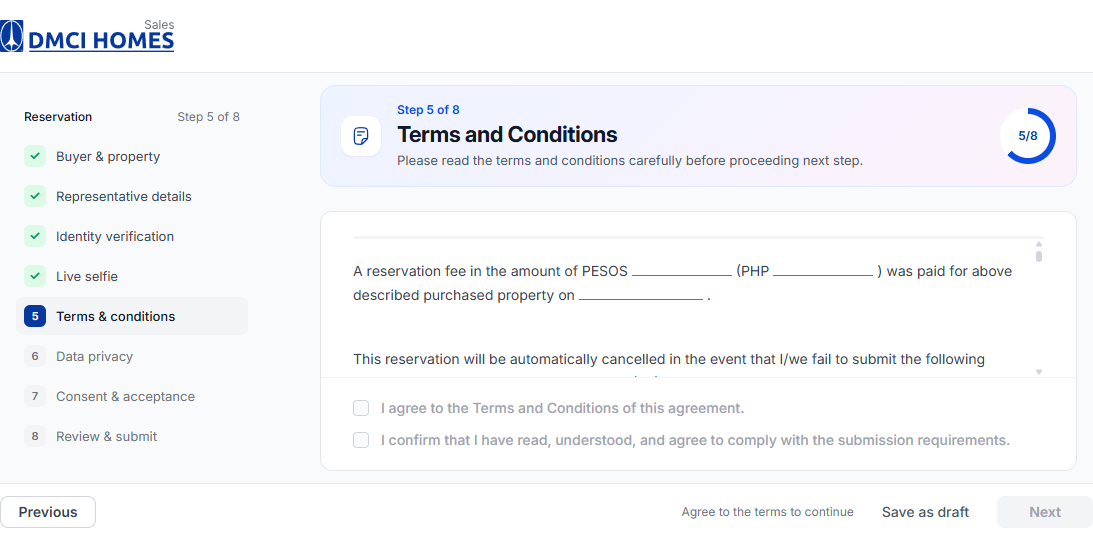 Sales
DMCI HOMES
Reservation
Step 5 of 8
Buyer & property
Representative details
Identity verification
Live selfie
5 Terms & conditions
6 Data privacy
7 Consent & acceptance
8 Review & submit
Step 5 of 8
Terms and Conditions
Please read the terms and conditions carefully before proceeding next step.
5/8
A reservation fee in the amount of PESOS ____________ (PHP ____________ ) was paid for above
described purchased property on _______________ .
This reservation will be automatically cancelled in the event that I/we fail to submit the following
I agree to the Terms and Conditions of this agreement.
I confirm that I have read, understood, and agree to comply with the submission requirements.
Previous
Agree to the terms to continue
Save as draft
Next